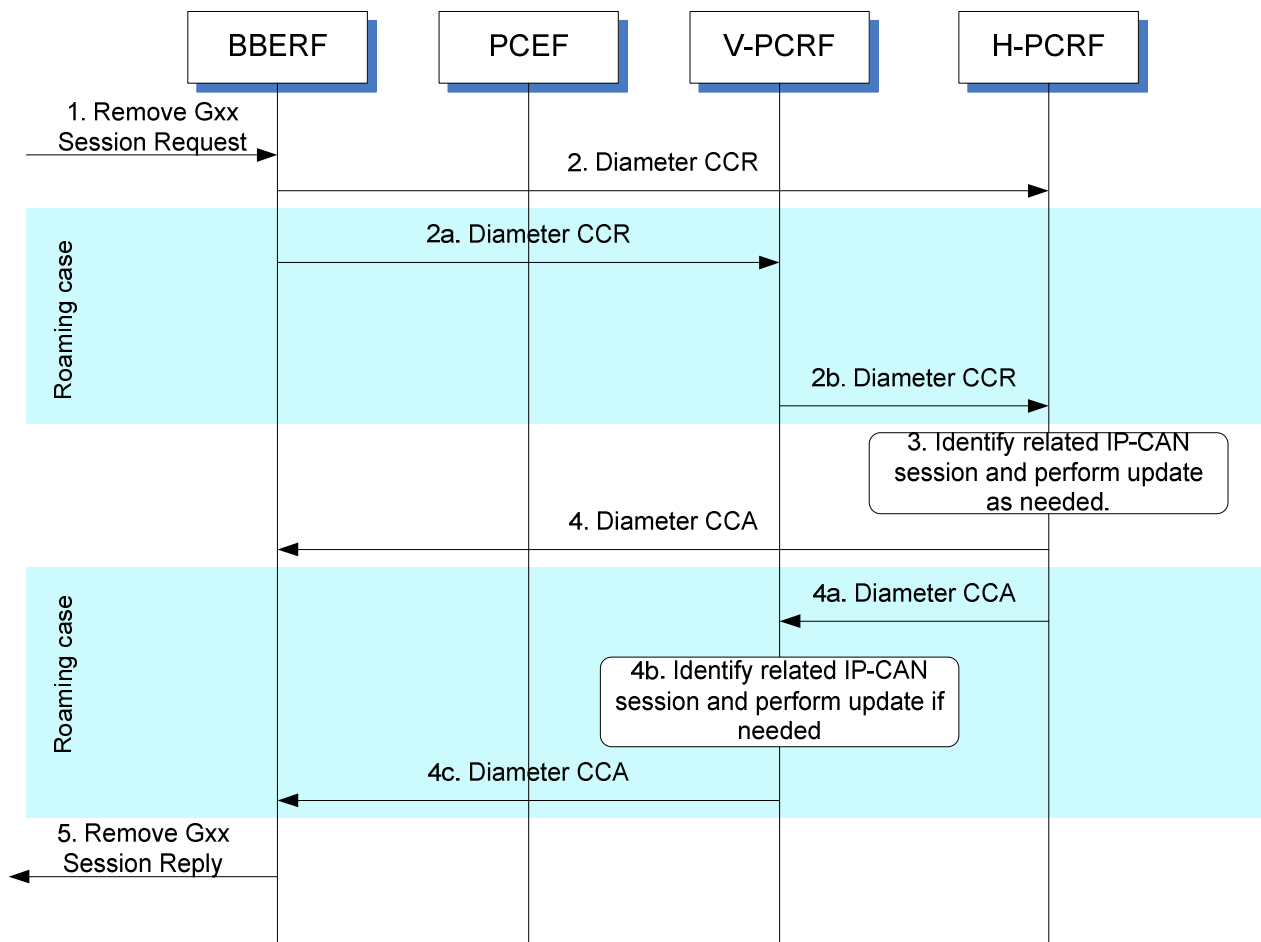 BBERF
PCEF
V-PCRF
H-PCRF
1. Remove Gxx
Session Request
2. Diameter CCR
Roaming case
2a. Diameter CCR
2b. Diameter CCR
3. Identify related IP-CAN
session and perform update
as needed.
4. Diameter CCA
Roaming case
4a. Diameter CCA
4b. Identify related IP-CAN
session and perform update if
needed
4c. Diameter CCA
5. Remove Gxx
Session Reply